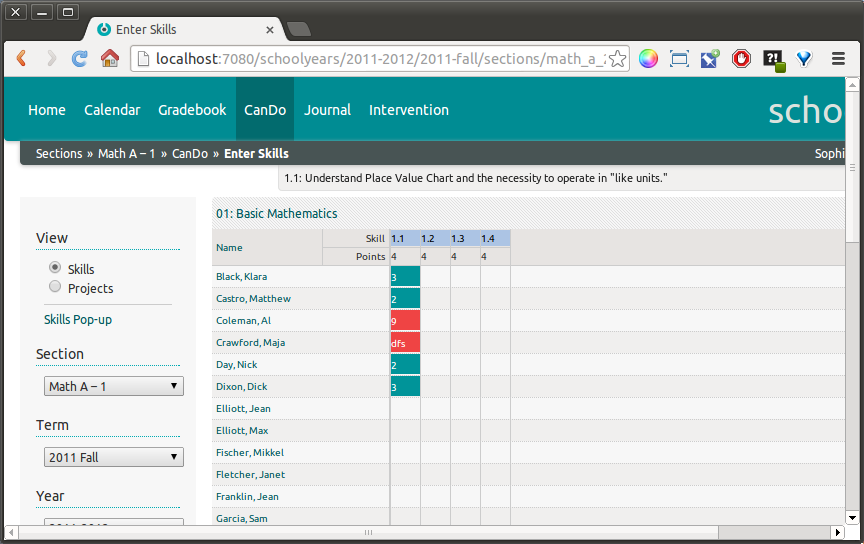 Enter Skills
localhost:7080/schoolyears/2011-2012/2011-fall/sections/math_a_
Home Calendar Gradebook CanDo Journal Intervention scho
Sections » Math A – 1 » CanDo » Enter Skills Sophi
1.1: Understand Place Value Chart and the necessity to operate in "like units."
View
Skills
Projects
Skills Pop-up
Section
Math A – 1
Term
2011 Fall
Year
01: Basic Mathematics
Name Skill 1.1 1.2 1.3 1.4
Points 4 4 4 4
Black, Klara 3
Castro, Matthew 2
Coleman, Al 9
Crawford, Maja dfs
Day, Nick 2
Dixon, Dick 3
Elliott, Jean
Elliott, Max
Fischer, Mikkel
Fletcher, Janet
Franklin, Jean
Garcia, Sam